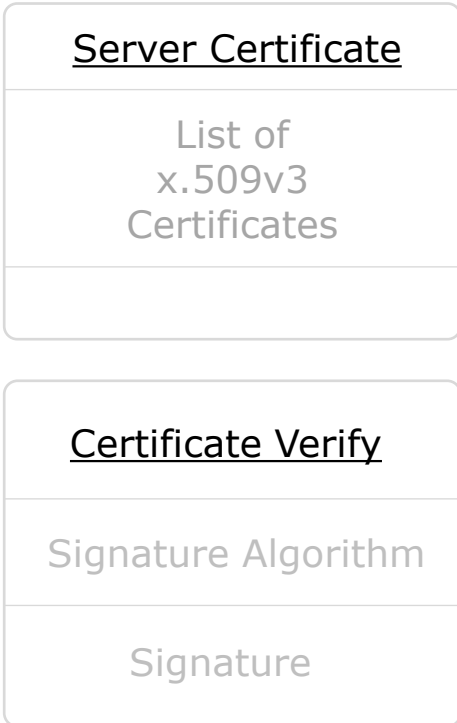 Server Certificate
List of
x.509v3
Certificates
Certificate Verify
Signature Algorithm
Signature